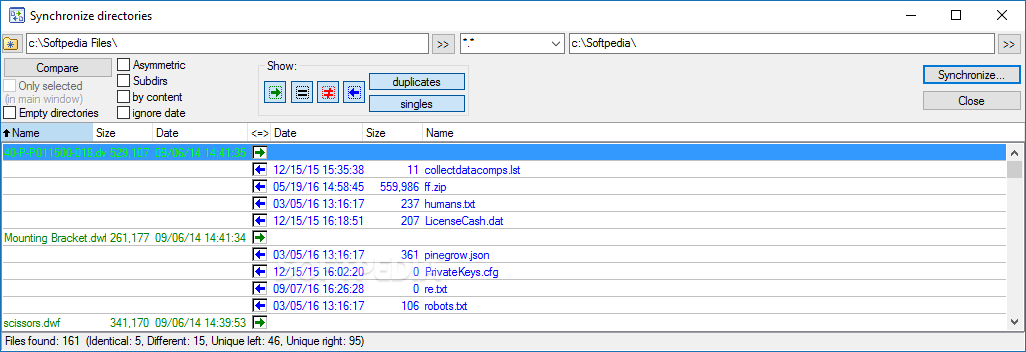 Synchronize directories
c:\Softpedia Files\ >> *.* c:\Softpedia\ >>
Compare
Only selected
(in main window)
Empty directories
Asymmetric
Subdirs
by content
ignore date
Show:
duplicates
singles
Synchronize...
Close
Name Size Date <=> Date Size Name
529,107 09/06/14 14:41:35
12/15/15 15:35:38 11 collectdatacomps.lst
05/19/16 14:58:45 559,986 ff.zip
03/05/16 13:16:17 237 humans.txt
12/15/15 16:18:51 207 LicenseCash.dat
Mounting Bracket.dwf 261,177 09/06/14 14:41:34
03/05/16 13:16:17 361 pinegrow.json
12/15/15 16:02:20 0 PrivateKeys.cfg
09/07/16 16:26:28 0 re.txt
03/05/16 13:16:17 106 robots.txt
scissors.dwf 341,170 09/06/14 14:39:53
Files found: 161 (Identical: 5, Different: 15, Unique left: 46, Unique right: 95)